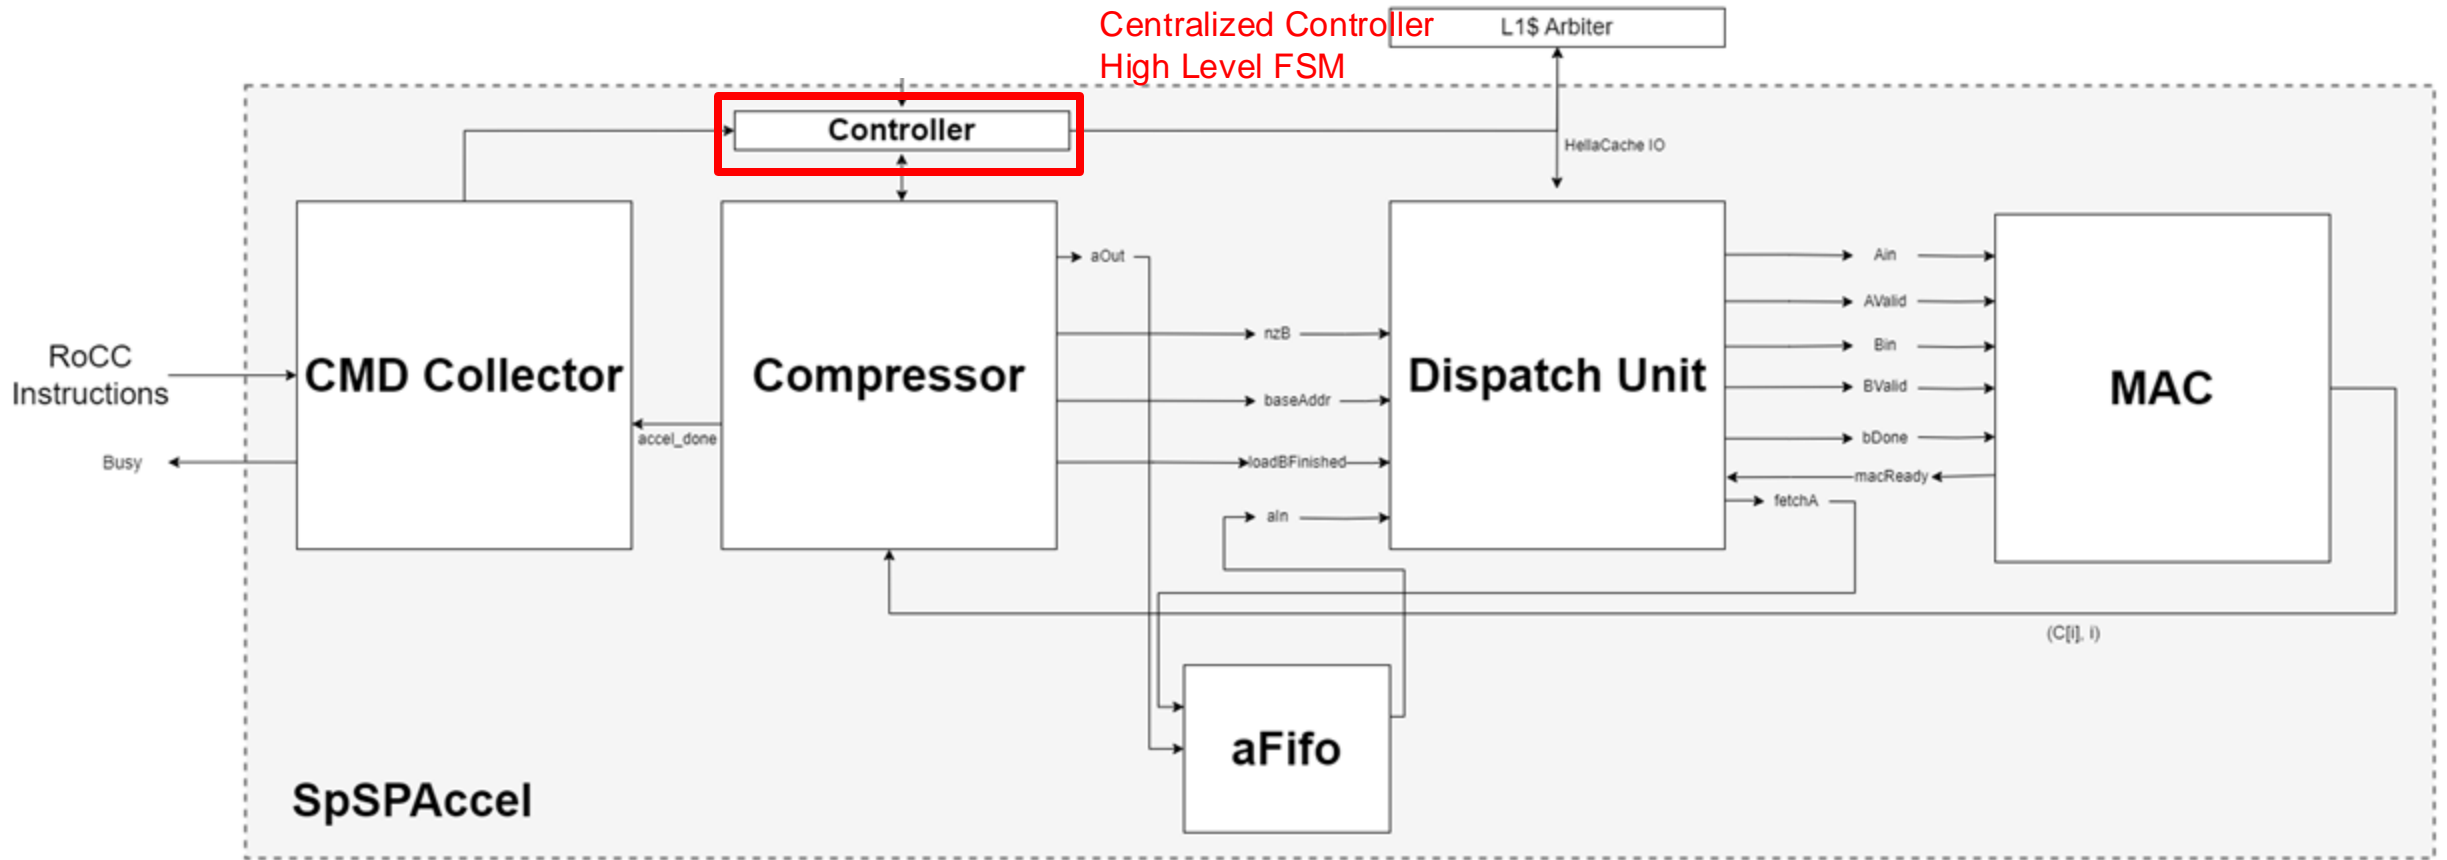 Centralized Controller
High Level FSM
L1$ Arbiter
Controller
HellaCache IO
RoCC
Instructions
Busy
CMD Collector
accel_done
Compressor
aOut
nzB
baseAddr
loadBFinished
aIn
Dispatch Unit
Ain
AValid
Bin
BValid
bDone
macReady
fetchA
MAC
(C[i], i)
aFifo
SpSPAccel